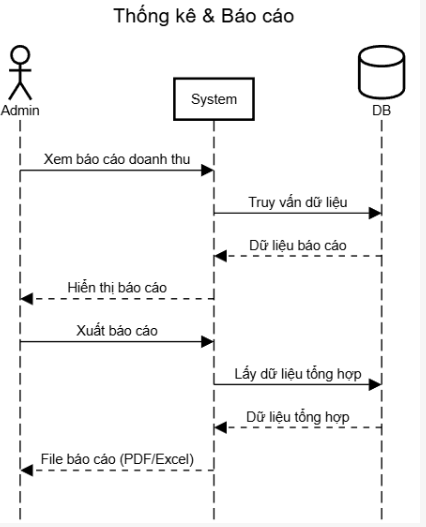 Thống kê & Báo cáo
Admin
System
DB
Xem báo cáo doanh thu
Truy vấn dữ liệu
Dữ liệu báo cáo
Hiển thị báo cáo
Xuất báo cáo
Lấy dữ liệu tổng hợp
Dữ liệu tổng hợp
File báo cáo (PDF/Excel)